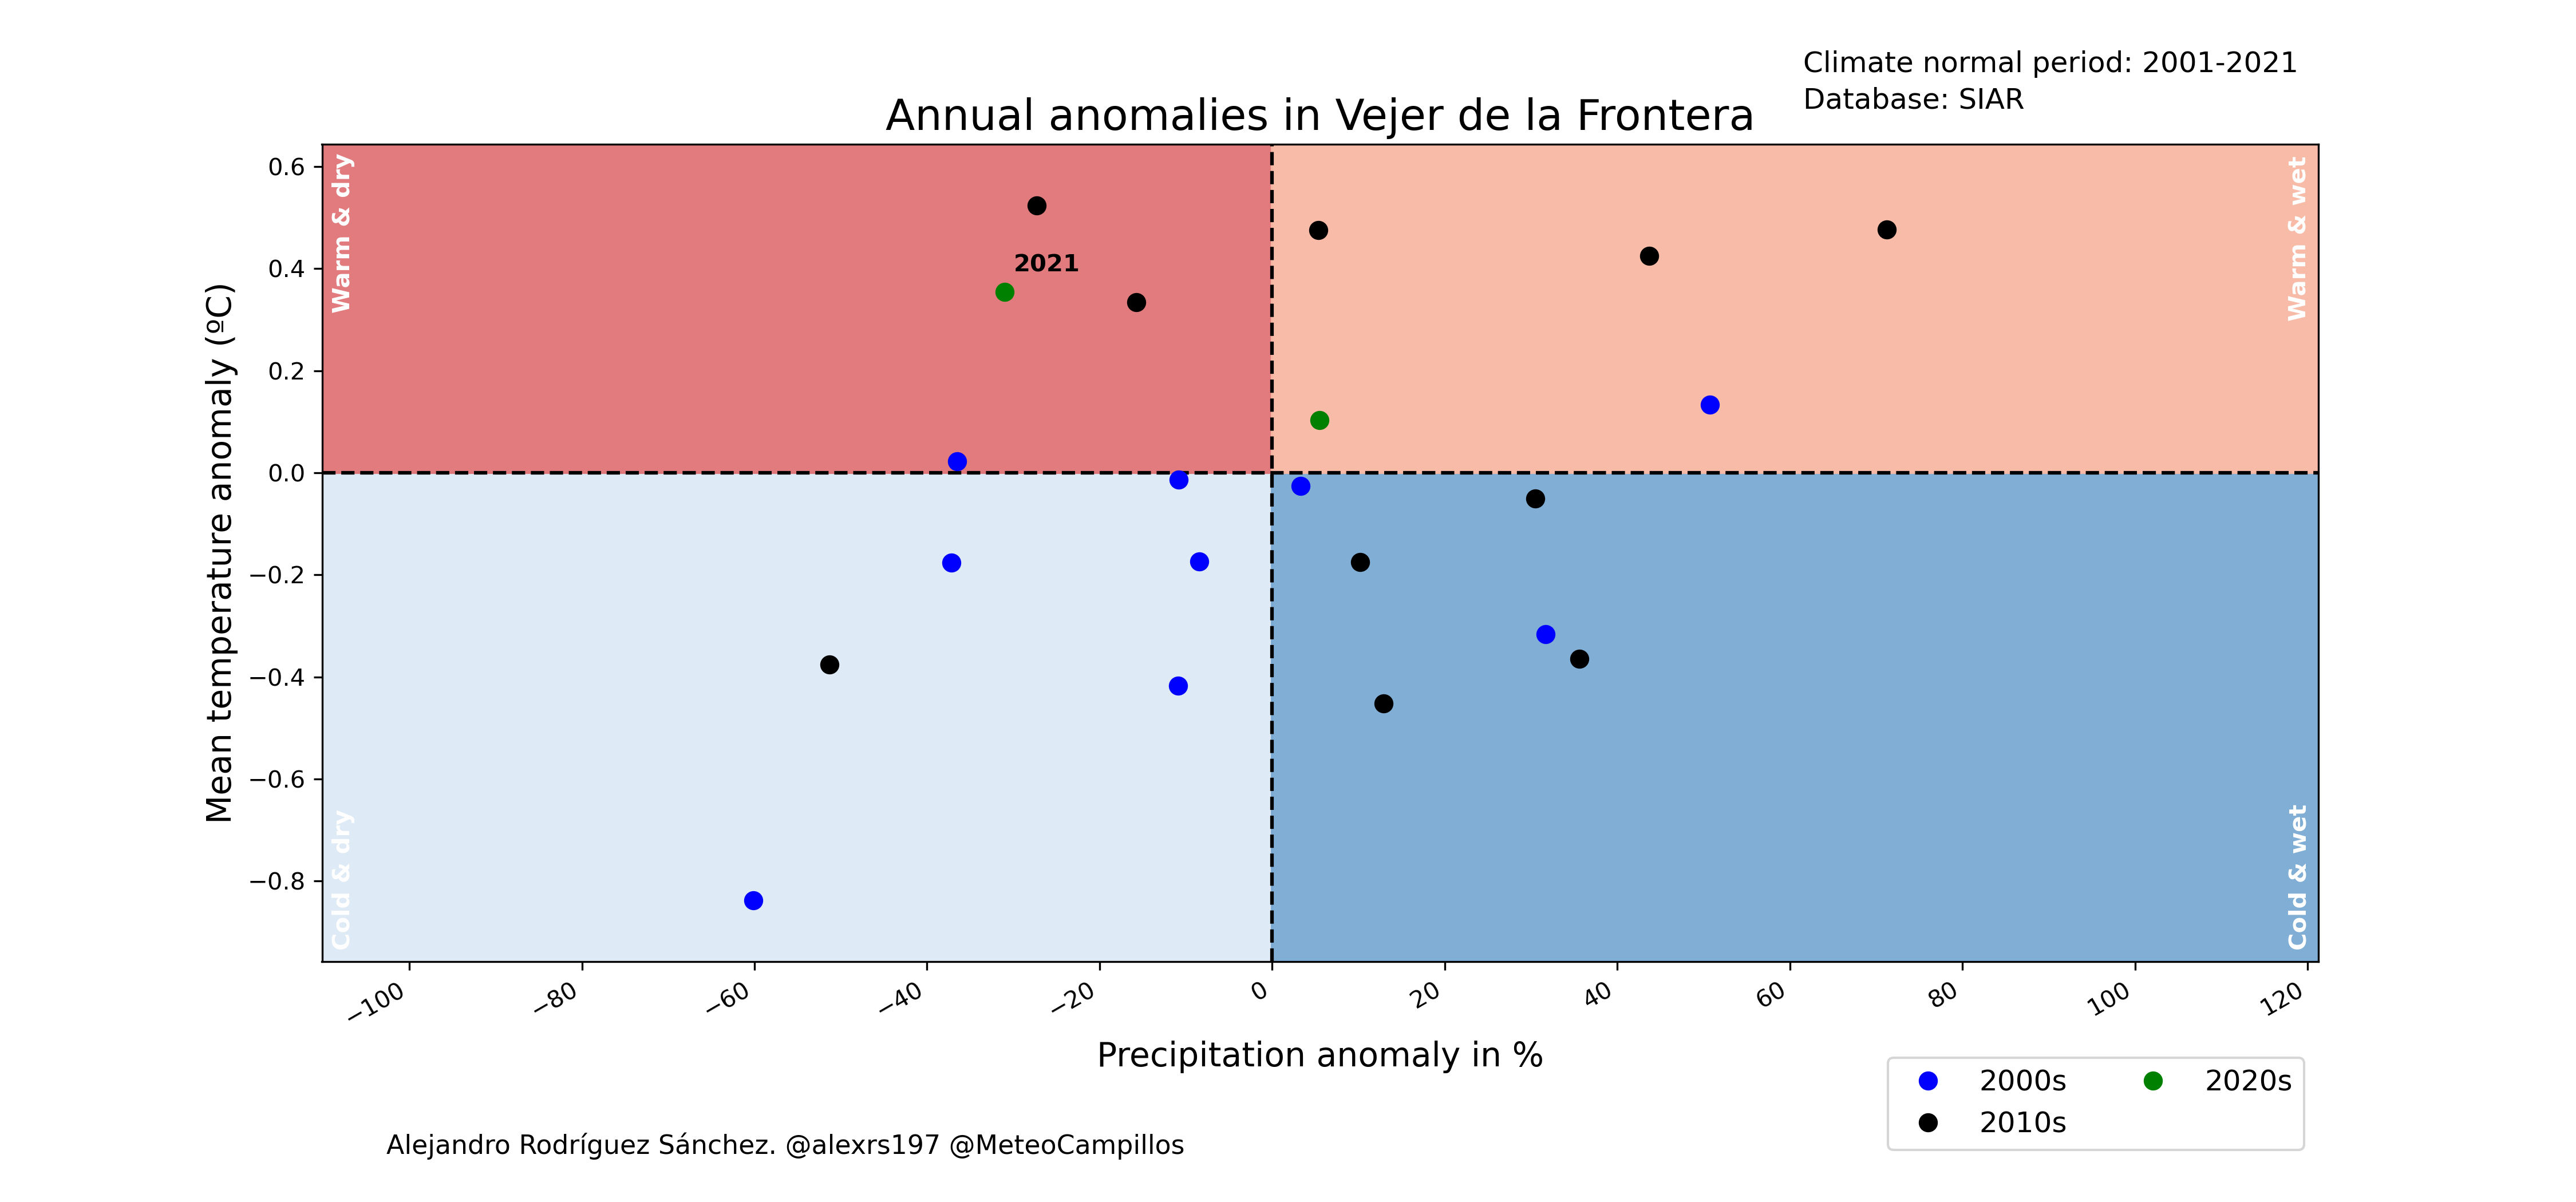 Climate normal period: 2001-2021
Database: SIAR
Annual anomalies in Vejer de la Frontera
Warm & dry
Warm & wet
2021
Cold & dry
Cold & wet
Mean temperature anomaly (ºC)
0.6
0.4
0.2
0.0
−0.2
−0.4
−0.6
−0.8
−100
−80
−60
−40
−20
0
20
40
60
80
100
120
Precipitation anomaly in %
2000s
2010s
2020s
Alejandro Rodríguez Sánchez. @alexrs197 @MeteoCampillos